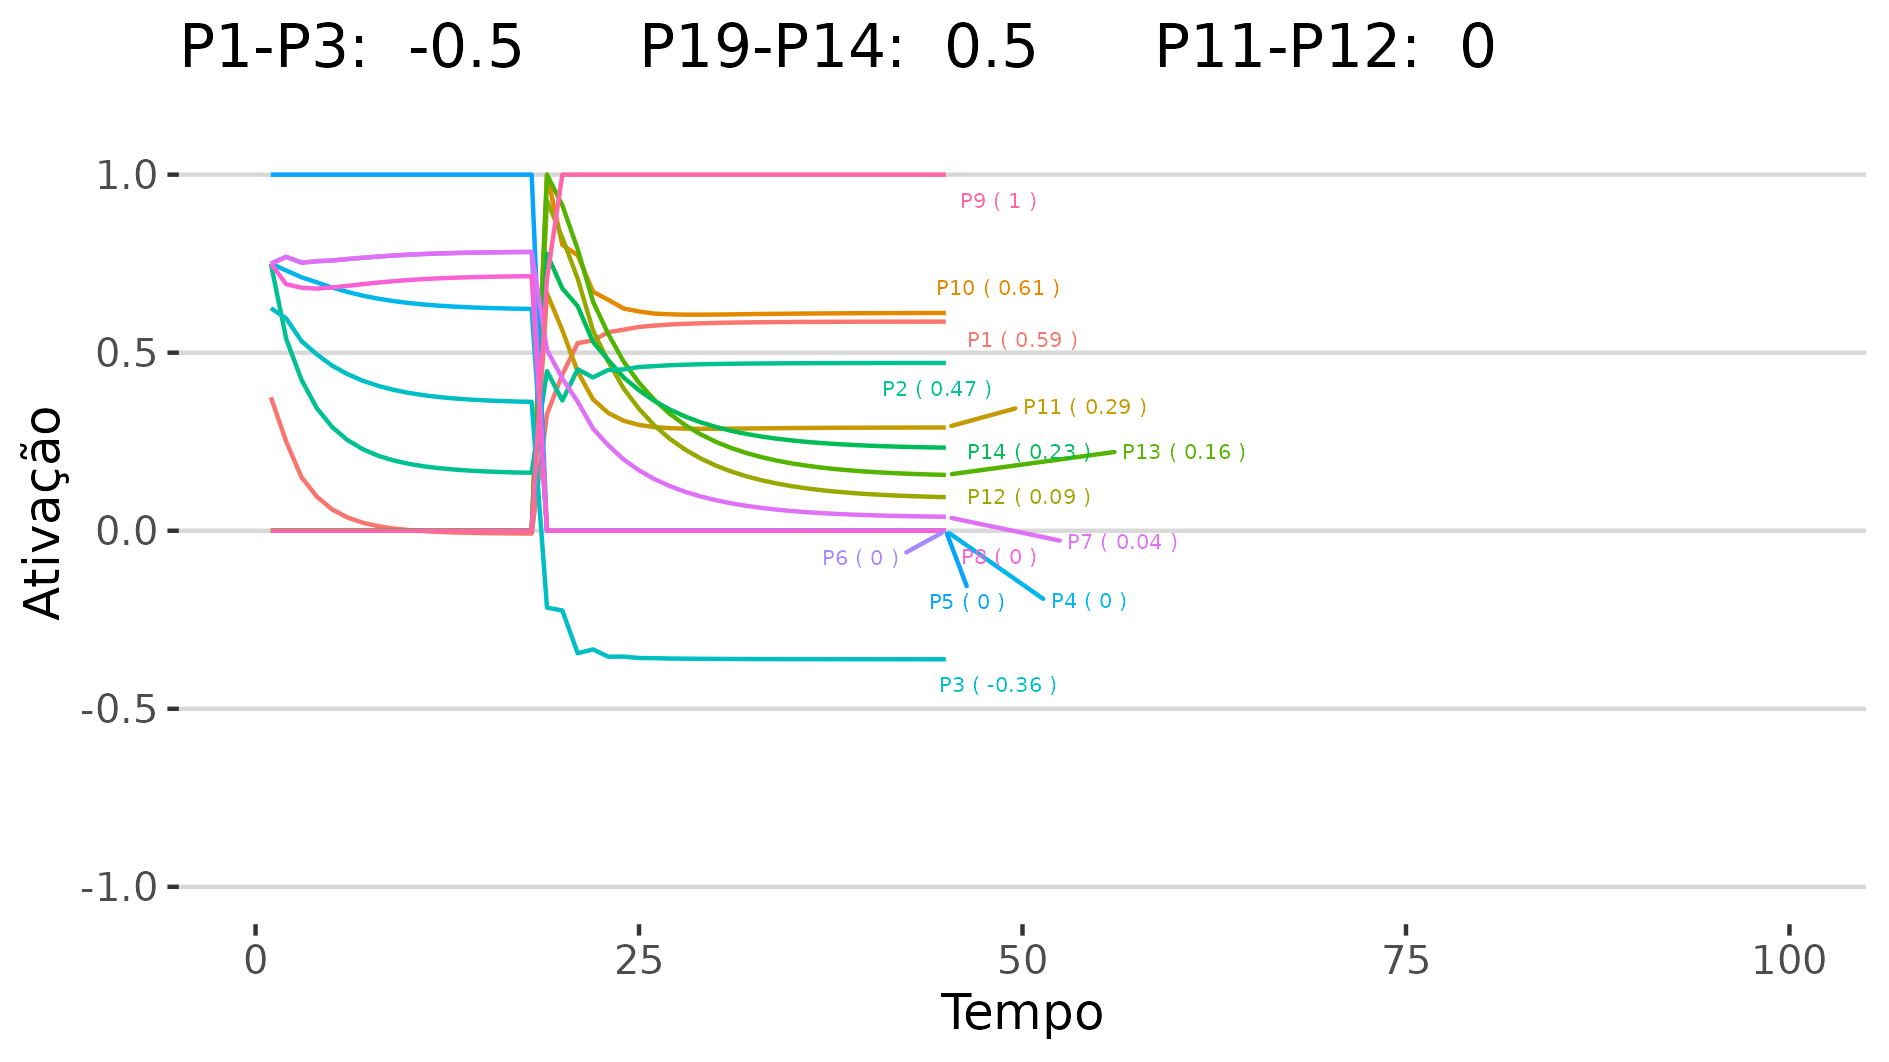 P1-P3: -0.5 P19-P14: 0.5 P11-P12: 0
1.0
P9 ( 1 )
P10 ( 0.61 )
P1 ( 0.59 )
0.5
P2 ( 0.47 )
P11 ( 0.29 )
P14 ( 0.23 )
P13 ( 0.16 )
P12 ( 0.09 )
0.0
P7 ( 0.04 )
P6 ( 0 )
P8 ( 0 )
P5 ( 0 )
P4 ( 0 )
Ativação
P3 ( -0.36 )
-0.5
-1.0
0 25 50 75 100
Tempo